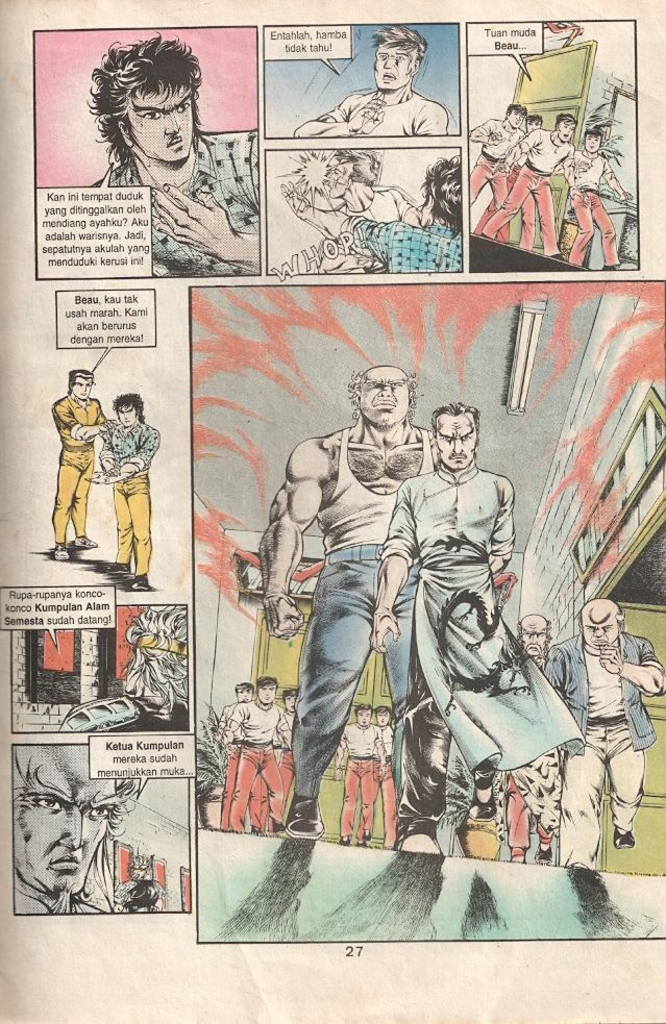 Kan ini tempat duduk
yang ditinggalkan oleh
mendiang ayahku? Aku
adalah warisnya. Jadi,
sepatutnya akulah yang
menduduki kerusi ini!
Entahlah, hamba
tidak tahu!
WHOP
Tuan muda
Beau...
Beau, kau tak
usah marah. Kami
akan berurus
dengan mereka!
Rupa-rupanya konco-
konco Kumpulan Alam
Semesta sudah datang!
Ketua Kumpulan
mereka sudah
menunjukkan muka...
27